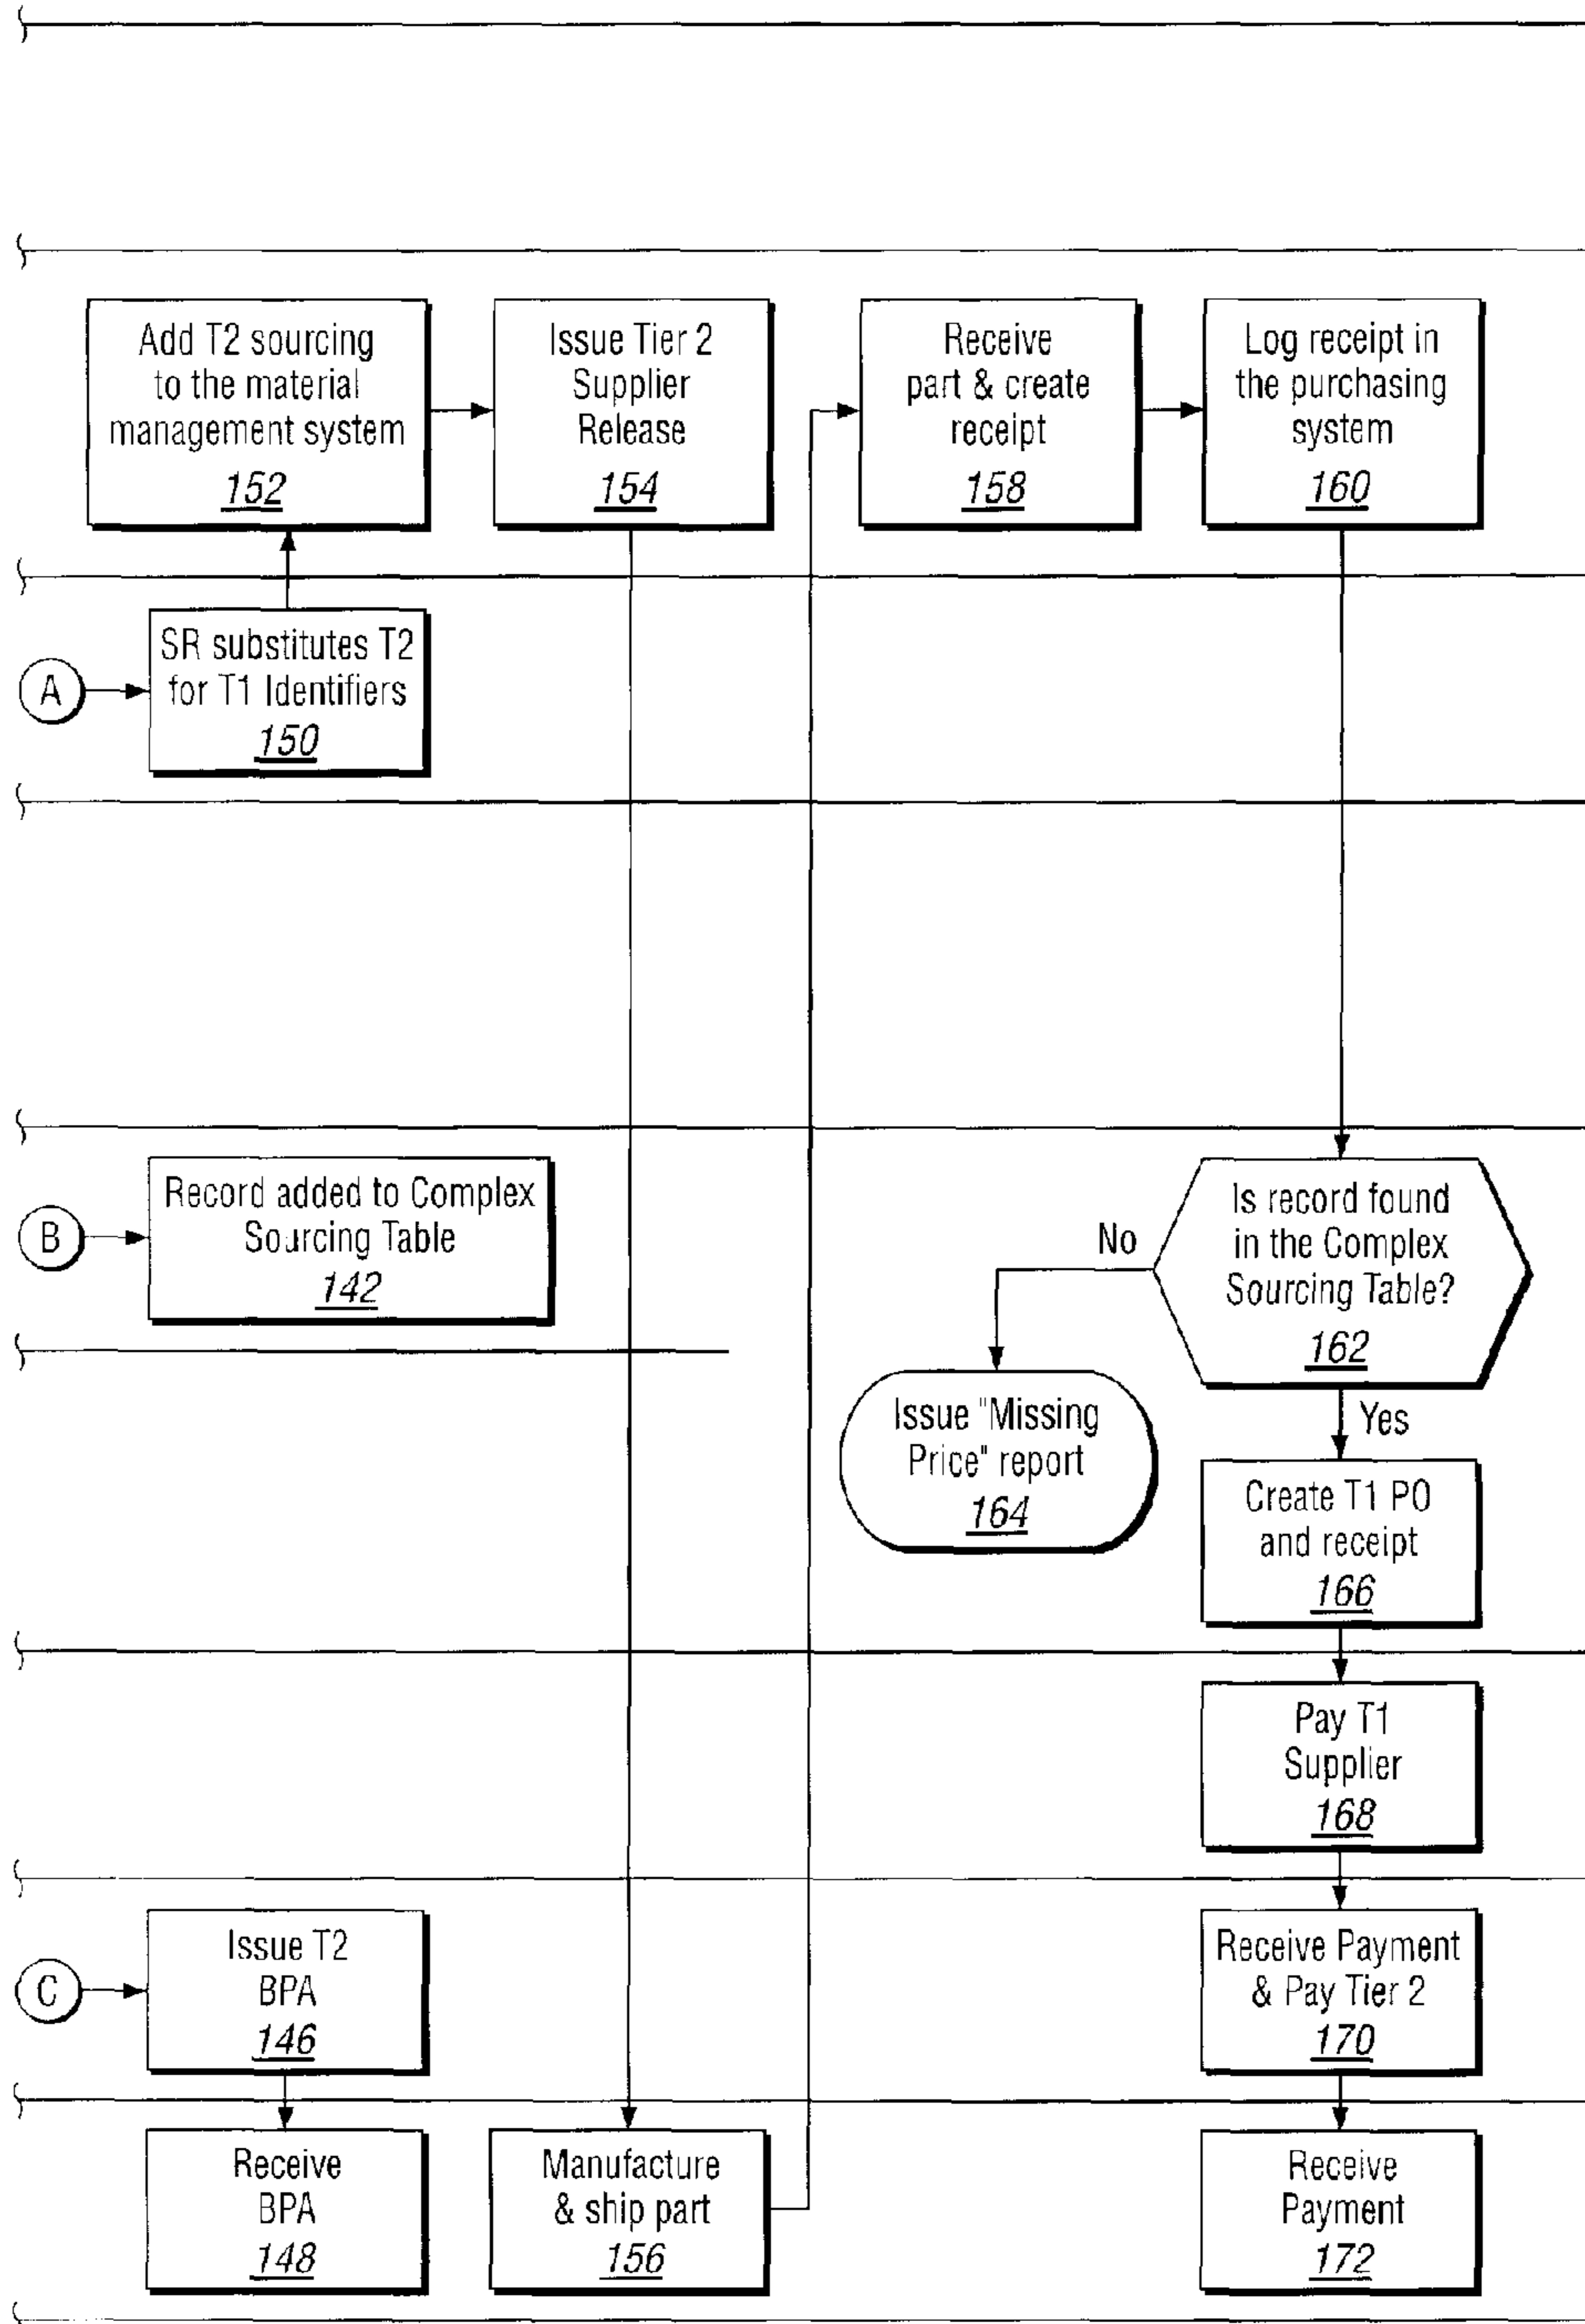 Add T2 sourcing
to the material
management system
152
Issue Tier 2
Supplier
Release
154
Receive
part & create
receipt
158
Log receipt in
the purchasing
system
160
A
SR substitutes T2
for T1 Identifiers
150
B
Record added to Complex
Sourcing Table
142
Is record found
in the Complex
Sourcing Table?
162
No
Yes
Issue "Missing
Price" report
164
Create T1 PO
and receipt
166
Pay T1
Supplier
168
C
Issue T2
BPA
146
Receive Payment
& Pay Tier 2
170
Receive
BPA
148
Manufacture
& ship part
156
Receive
Payment
172